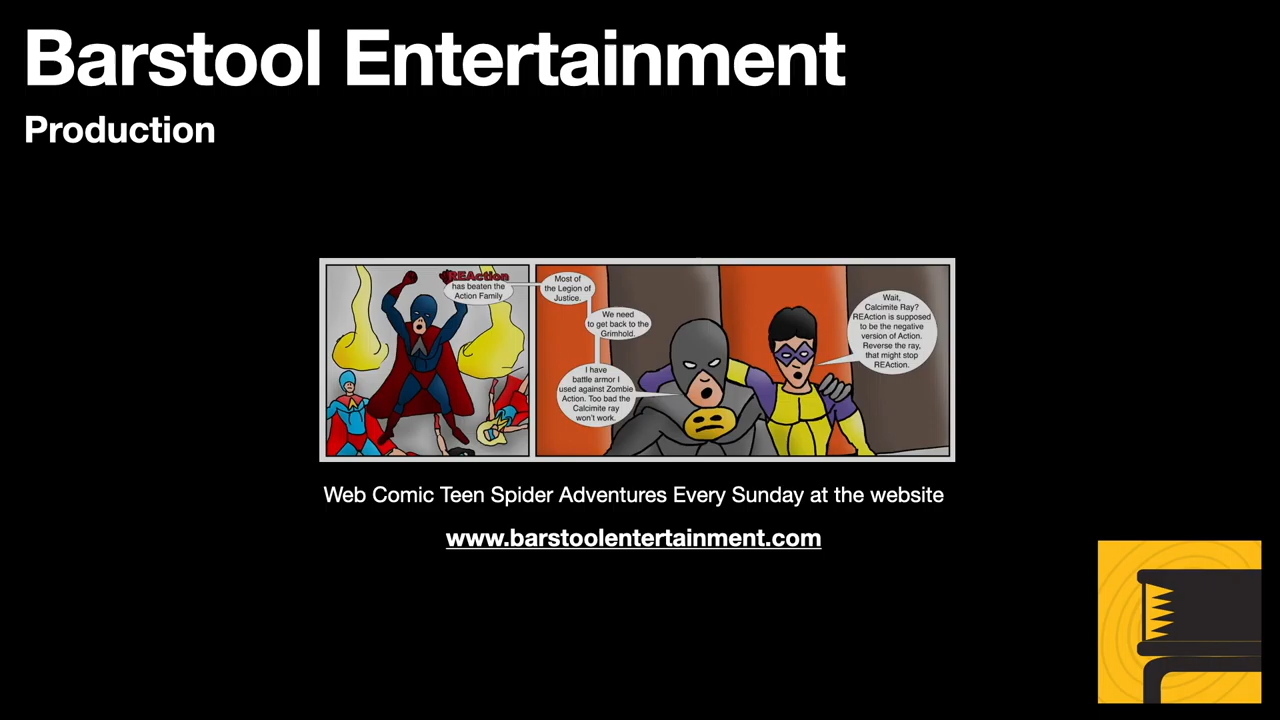 Barstool Entertainment
Production
REAction
has beaten the
Action Family
Most of
the Legion of
Justice.
We need
to get back to the
Grimhold.
I have
battle armor I
used against Zombie
Action. Too bad the
Calcimite ray
won't work.
Wait,
Calcimite Ray?
REAction is supposed
to be the negative
version of Action.
Reverse the ray,
that might stop
REAction.
Web Comic Teen Spider Adventures Every Sunday at the website
www.barstoolentertainment.com